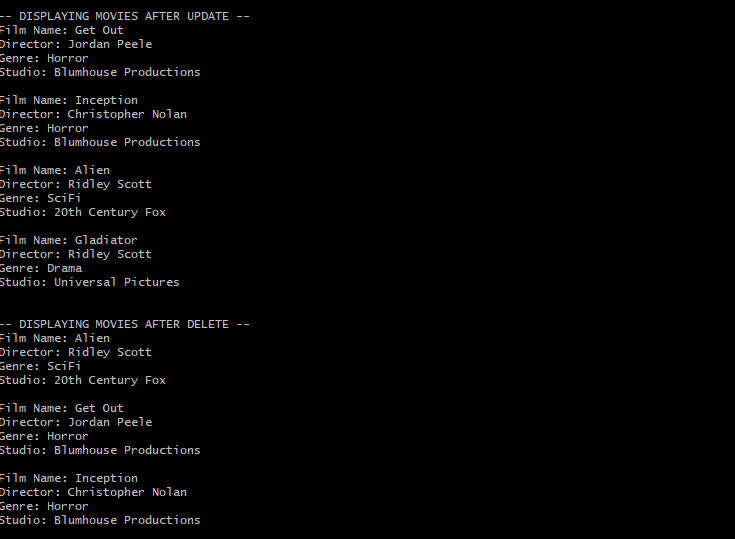 -- DISPLAYING MOVIES AFTER UPDATE --
Film Name: Get Out
Director: Jordan Peele
Genre: Horror
Studio: Blumhouse Productions

Film Name: Inception
Director: Christopher Nolan
Genre: Horror
Studio: Blumhouse Productions

Film Name: Alien
Director: Ridley Scott
Genre: SciFi
Studio: 20th Century Fox

Film Name: Gladiator
Director: Ridley Scott
Genre: Drama
Studio: Universal Pictures

-- DISPLAYING MOVIES AFTER DELETE --
Film Name: Alien
Director: Ridley Scott
Genre: SciFi
Studio: 20th Century Fox

Film Name: Get Out
Director: Jordan Peele
Genre: Horror
Studio: Blumhouse Productions

Film Name: Inception
Director: Christopher Nolan
Genre: Horror
Studio: Blumhouse Productions